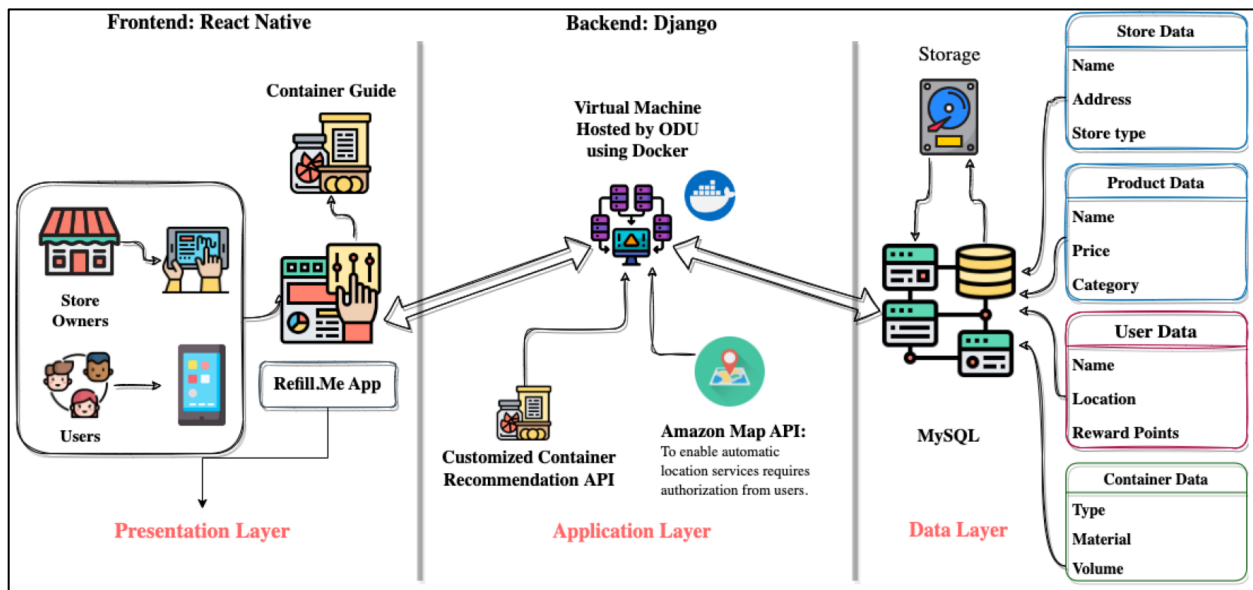 Frontend: React Native
Container Guide
Store
Owners
Users
Refill.Me App
Presentation Layer
Backend: Django
Virtual Machine
Hosted by ODU
using Docker
Customized Container
Recommendation API
Amazon Map API:
To enable automatic
location services requires
authorization from users.
Application Layer
Storage
MySQL
Data Layer
Store Data
Name
Address
Store type
Product Data
Name
Price
Category
User Data
Name
Location
Reward Points
Container Data
Type
Material
Volume